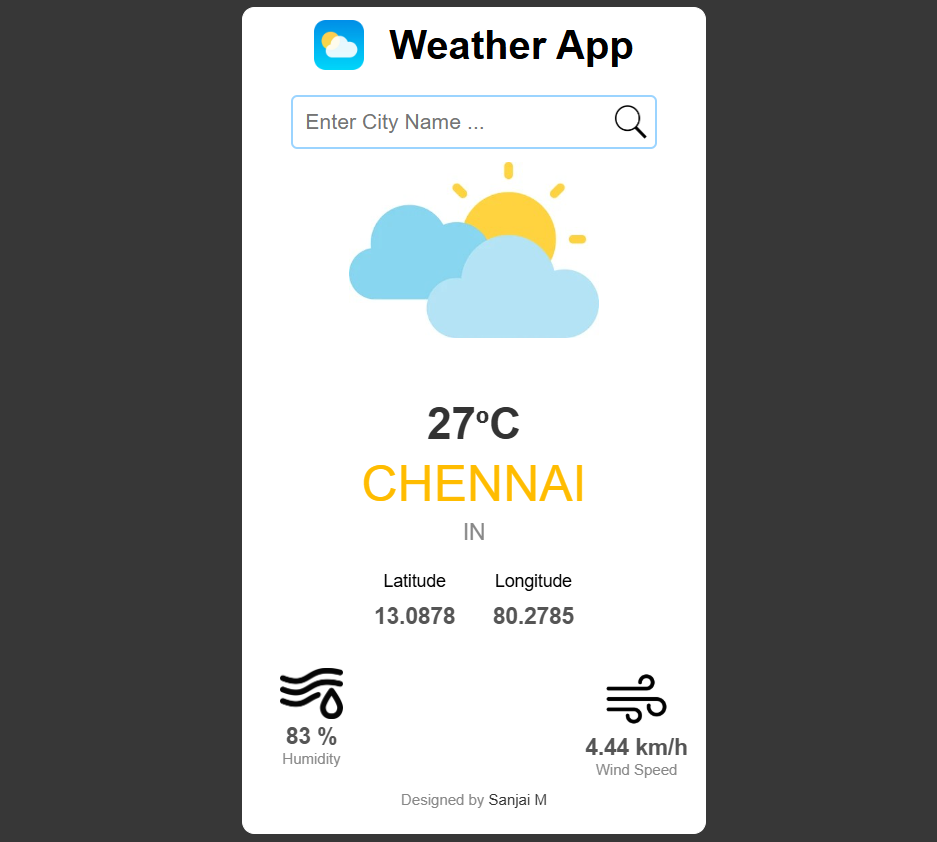 Weather App
Enter City Name ...
27°C
CHENNAI
IN
Latitude Longitude
13.0878 80.2785
83 %
Humidity
4.44 km/h
Wind Speed
Designed by Sanjai M